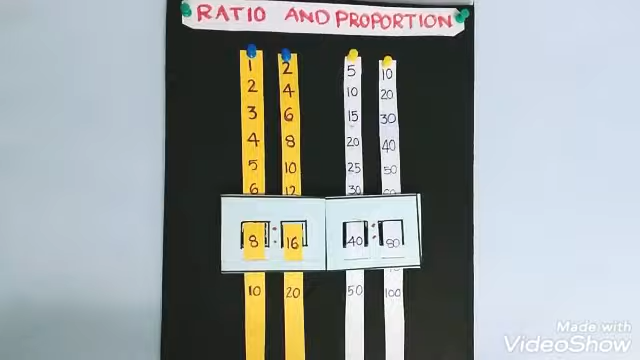 RATIO AND PROPORTION
1 2 5 10
2 4 10 20
3 6 15 30
4 8 20 40
5 10 25 50
6 12 30
8 : 16 :: 40 : 80
10 20 50 100
Made with
VideoShow